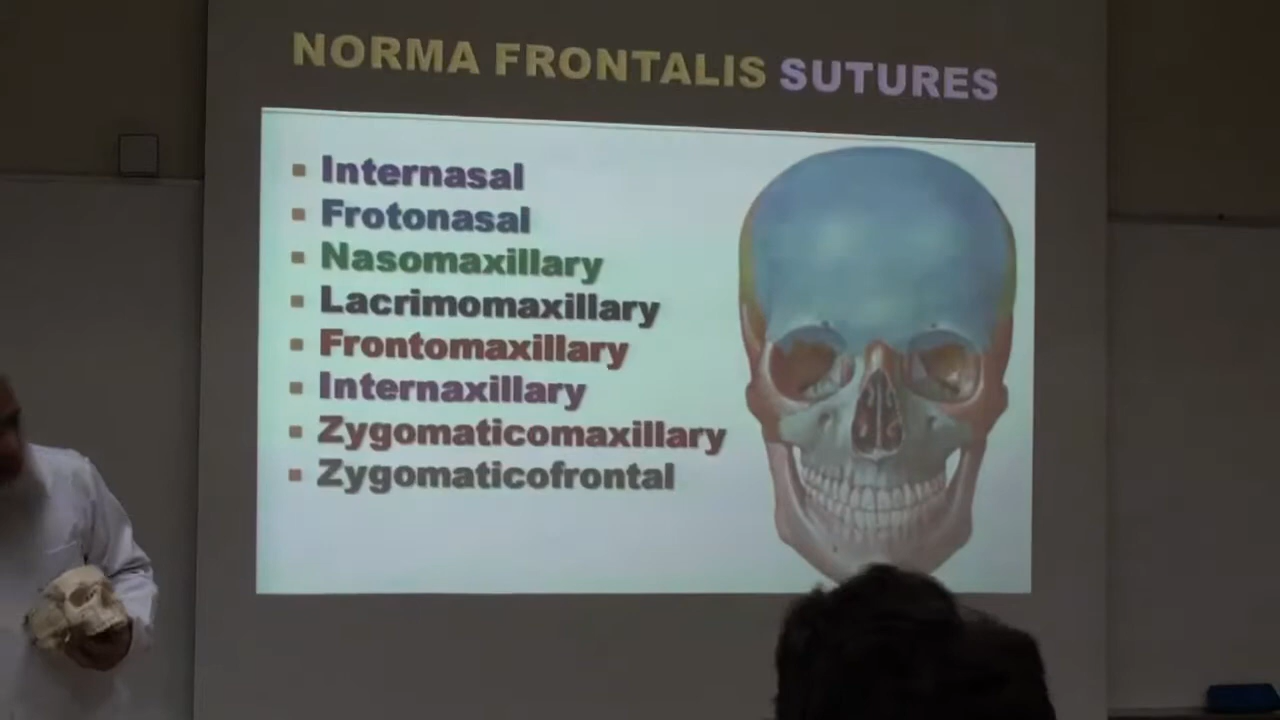 NORMA FRONTALIS SUTURES
Internasal
Frotonasal
Nasomaxillary
Lacrimomaxillary
Frontomaxillary
Internaxillary
Zygomaticomaxillary
Zygomaticofrontal